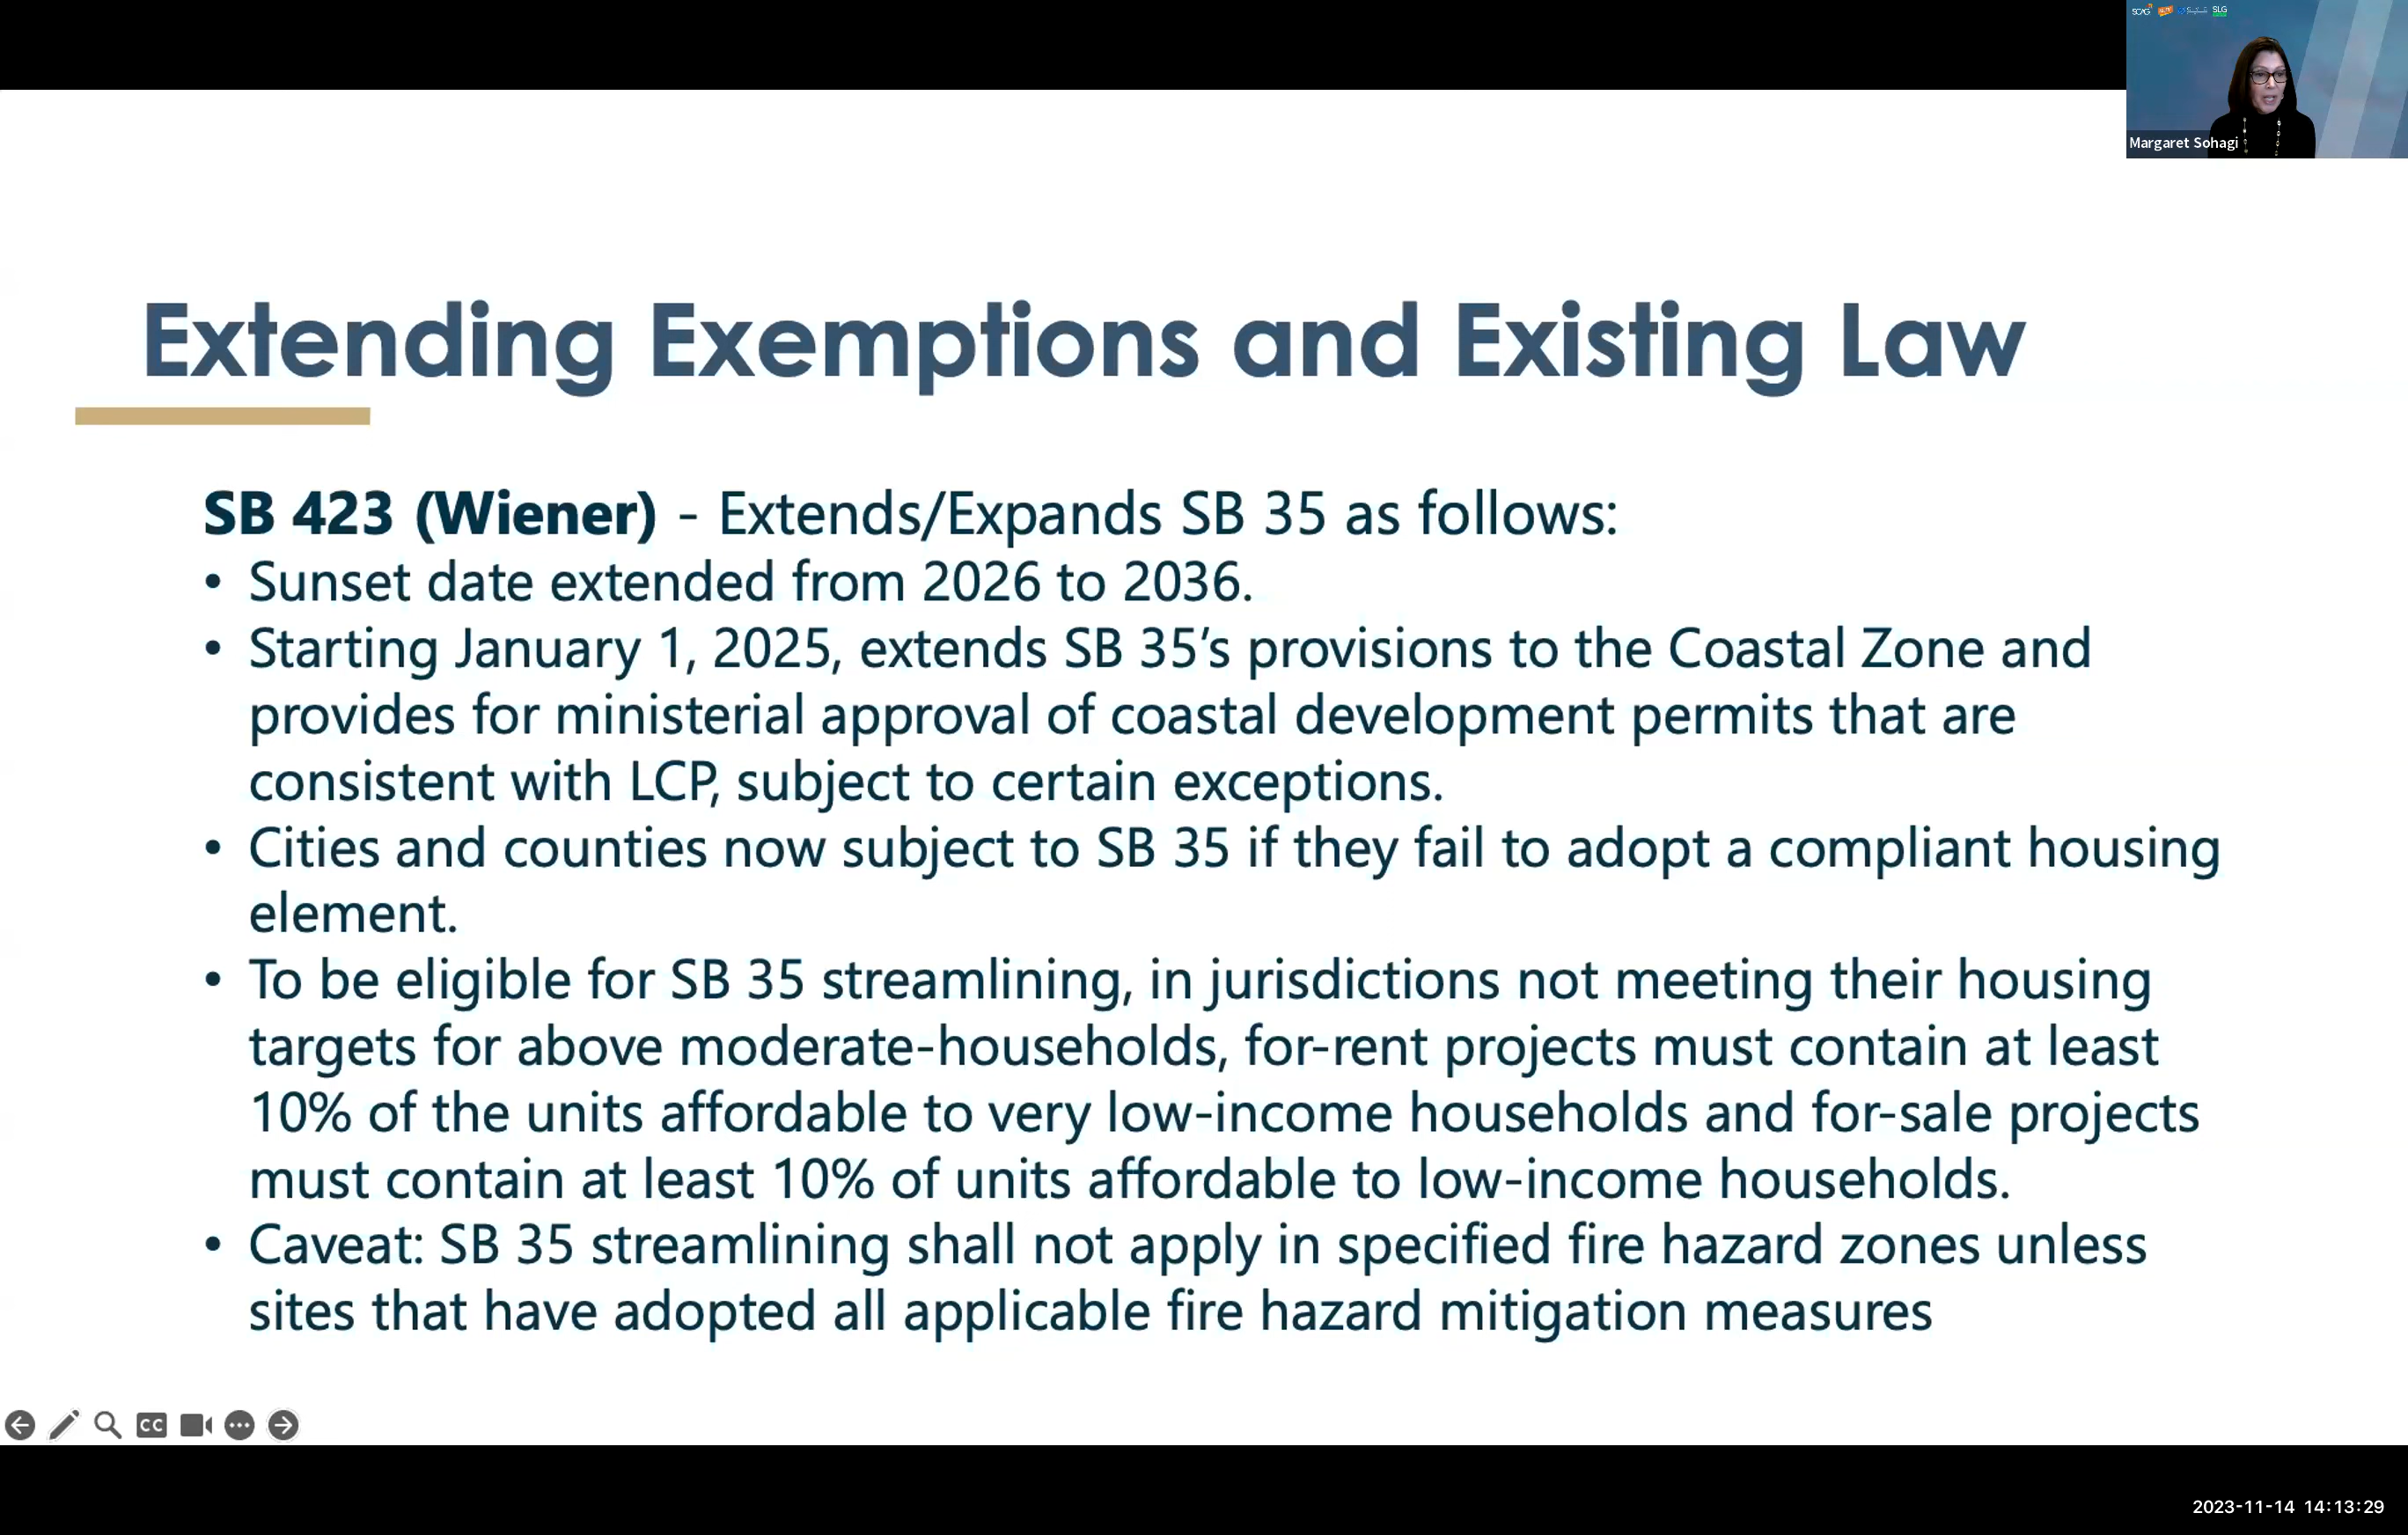 SCAG
SLG
Margaret Sohagi
Extending Exemptions and Existing Law
SB 423 (Wiener) - Extends/Expands SB 35 as follows:
• Sunset date extended from 2026 to 2036.
• Starting January 1, 2025, extends SB 35’s provisions to the Coastal Zone and
provides for ministerial approval of coastal development permits that are
consistent with LCP, subject to certain exceptions.
• Cities and counties now subject to SB 35 if they fail to adopt a compliant housing
element.
• To be eligible for SB 35 streamlining, in jurisdictions not meeting their housing
targets for above moderate-households, for-rent projects must contain at least
10% of the units affordable to very low-income households and for-sale projects
must contain at least 10% of units affordable to low-income households.
• Caveat: SB 35 streamlining shall not apply in specified fire hazard zones unless
sites that have adopted all applicable fire hazard mitigation measures
CC
2023-11-14 14:13:29